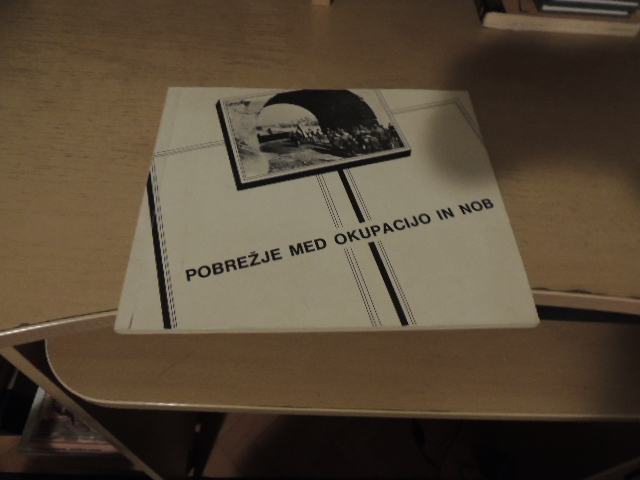 POBREŽJE MED OKUPACIJO IN NOB